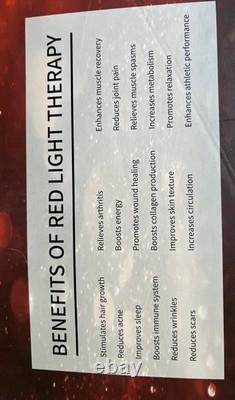 BENEFITS OF RED LIGHT THERAPY
Stimulates hair growth
Reduces acne
Improves sleep
Boosts immune system
Reduces wrinkles
Reduces scars
Relieves arthritis
Boosts energy
Promotes wound healing
Boosts collagen production
Improves skin texture
Increases circulation
Enhances muscle recovery
Reduces joint pain
Relieves muscle spasms
Increases metabolism
Promotes relaxation
Enhances athletic performance
ebay